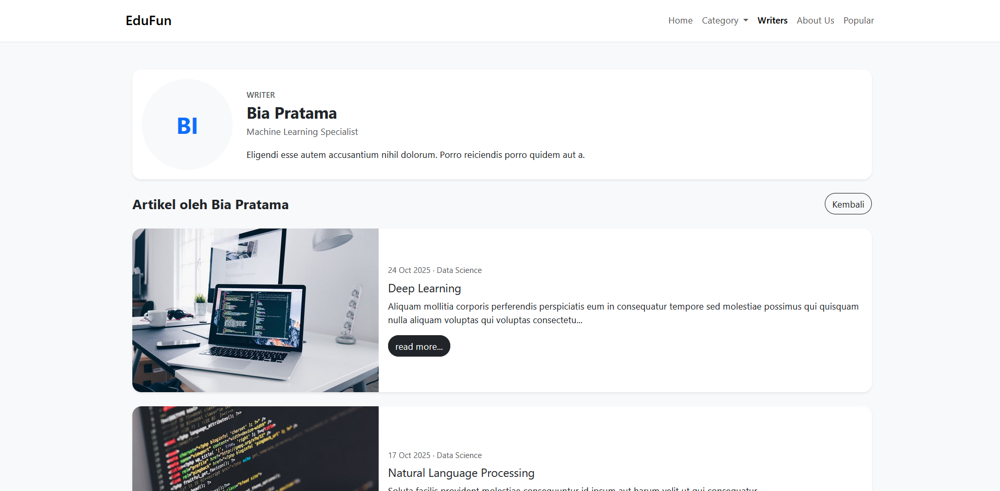 EduFun
Home
Category
Writers
About Us
Popular
BI
WRITER
Bia Pratama
Machine Learning Specialist
Eligendi esse autem accusantium nihil dolorum. Porro reiciendis porro quidem aut a.
Artikel oleh Bia Pratama
Kembali
24 Oct 2025 · Data Science
Deep Learning
Aliquam mollitia corporis perferendis perspiciatis eum in consequatur tempore sed molestiae possimus qui quisquam
nulla aliquam voluptas qui voluptas consectetu...
read more...
17 Oct 2025 · Data Science
Natural Language Processing
Soluta facilis provident molestiae consequuntur id ipsum aut harum velit ut qui consequatur